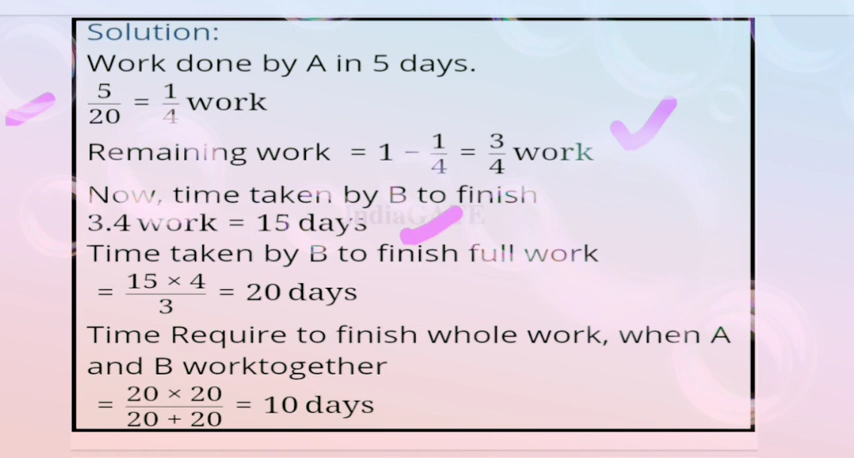 Solution:
Work done by A in 5 days.
5/20 = 1/4 work
Remaining work = 1 − 1/4 = 3/4 work
Now, time taken by B to finish
3.4 work = 15 days
Time taken by B to finish full work
= 15 × 4/3 = 20 days
Time Require to finish whole work, when A
and B worktogether
= 20 × 20/20 + 20 = 10 days